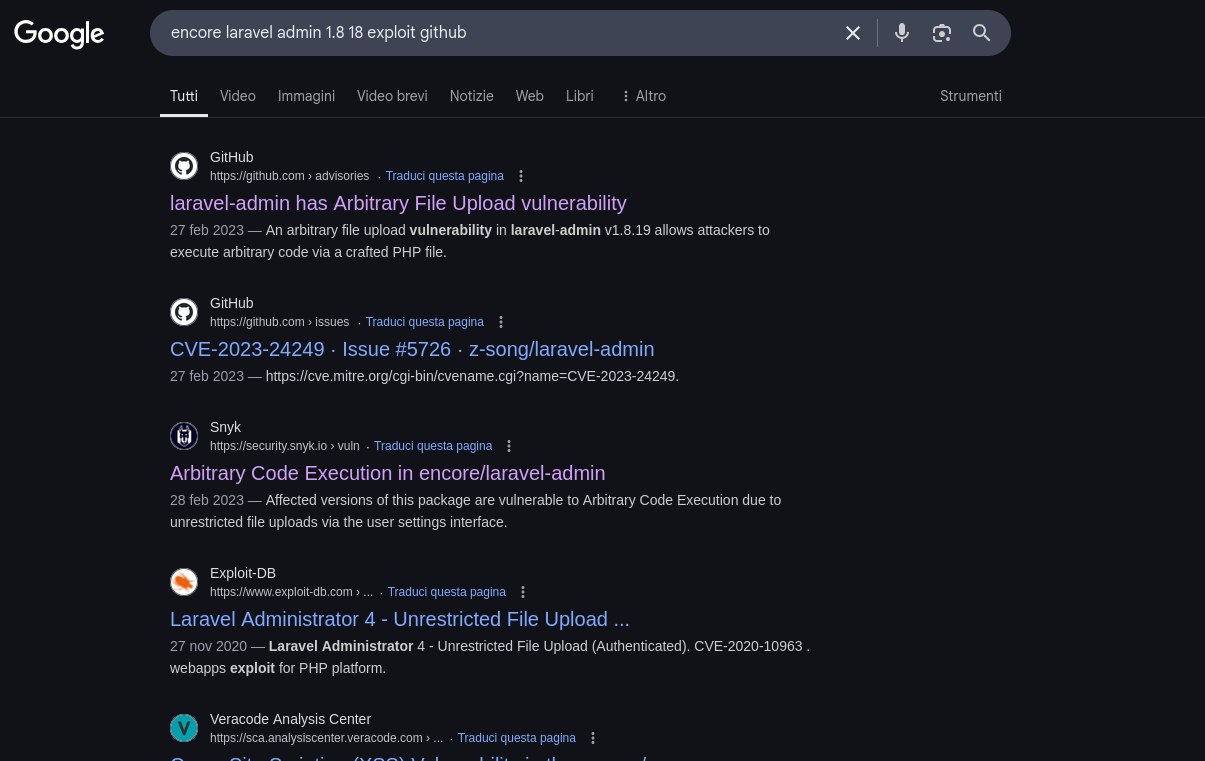 Google
encore laravel admin 1.8 18 exploit github
Tutti Video Immagini Video brevi Notizie Web Libri Altro Strumenti
GitHub
https://github.com › advisories · Traduci questa pagina
laravel-admin has Arbitrary File Upload vulnerability
27 feb 2023 — An arbitrary file upload vulnerability in laravel-admin v1.8.19 allows attackers to
execute arbitrary code via a crafted PHP file.
GitHub
https://github.com › issues · Traduci questa pagina
CVE-2023-24249 · Issue #5726 · z-song/laravel-admin
27 feb 2023 — https://cve.mitre.org/cgi-bin/cvename.cgi?name=CVE-2023-24249.
Snyk
https://security.snyk.io › vuln · Traduci questa pagina
Arbitrary Code Execution in encore/laravel-admin
28 feb 2023 — Affected versions of this package are vulnerable to Arbitrary Code Execution due to
unrestricted file uploads via the user settings interface.
Exploit-DB
https://www.exploit-db.com › ... · Traduci questa pagina
Laravel Administrator 4 - Unrestricted File Upload ...
27 nov 2020 — Laravel Administrator 4 - Unrestricted File Upload (Authenticated). CVE-2020-10963 .
webapps exploit for PHP platform.
Veracode Analysis Center
https://sca.analysiscenter.veracode.com › ... · Traduci questa pagina